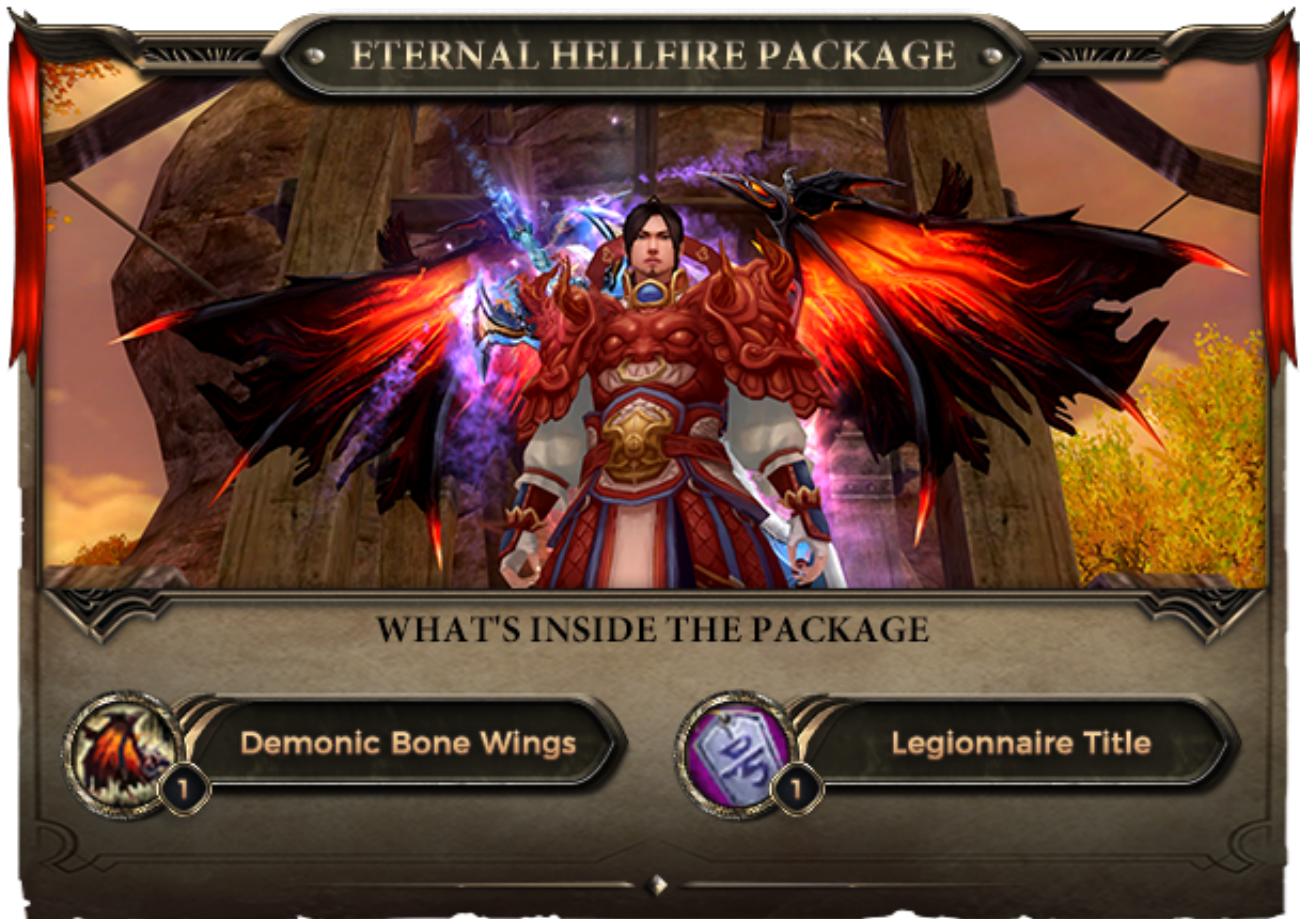 ETERNAL HELLFIRE PACKAGE
WHAT'S INSIDE THE PACKAGE
Demonic Bone Wings
1
Legionnaire Title
1